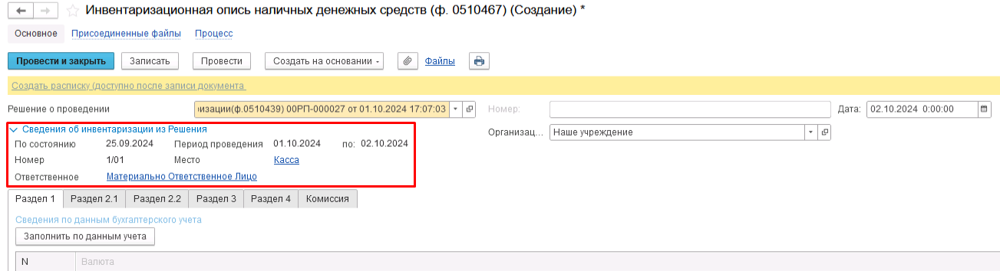 Инвентаризационная опись наличных денежных средств (ф. 0510467) (Создание) *
Основное Присоединенные файлы Процесс
Провести и закрыть Записать Провести Создать на основании Файлы
Создать расписку (доступно после записи документа
Решение о проведении изации(ф.0510439) 00РП-000027 от 01.10.2024 17:07:03 Номер: Дата: 02.10.2024 0:00:00
Сведения об инвентаризации из Решения
Организац... Наше учреждение
По состоянию 25.09.2024 Период проведения 01.10.2024 по: 02.10.2024
Номер 1/01 Место Касса
Ответственное Материально Ответственное Лицо
Раздел 1 Раздел 2.1 Раздел 2.2 Раздел 3 Раздел 4 Комиссия
Сведения по данным бухгалтерского учета
Заполнить по данным учета
N Валюта